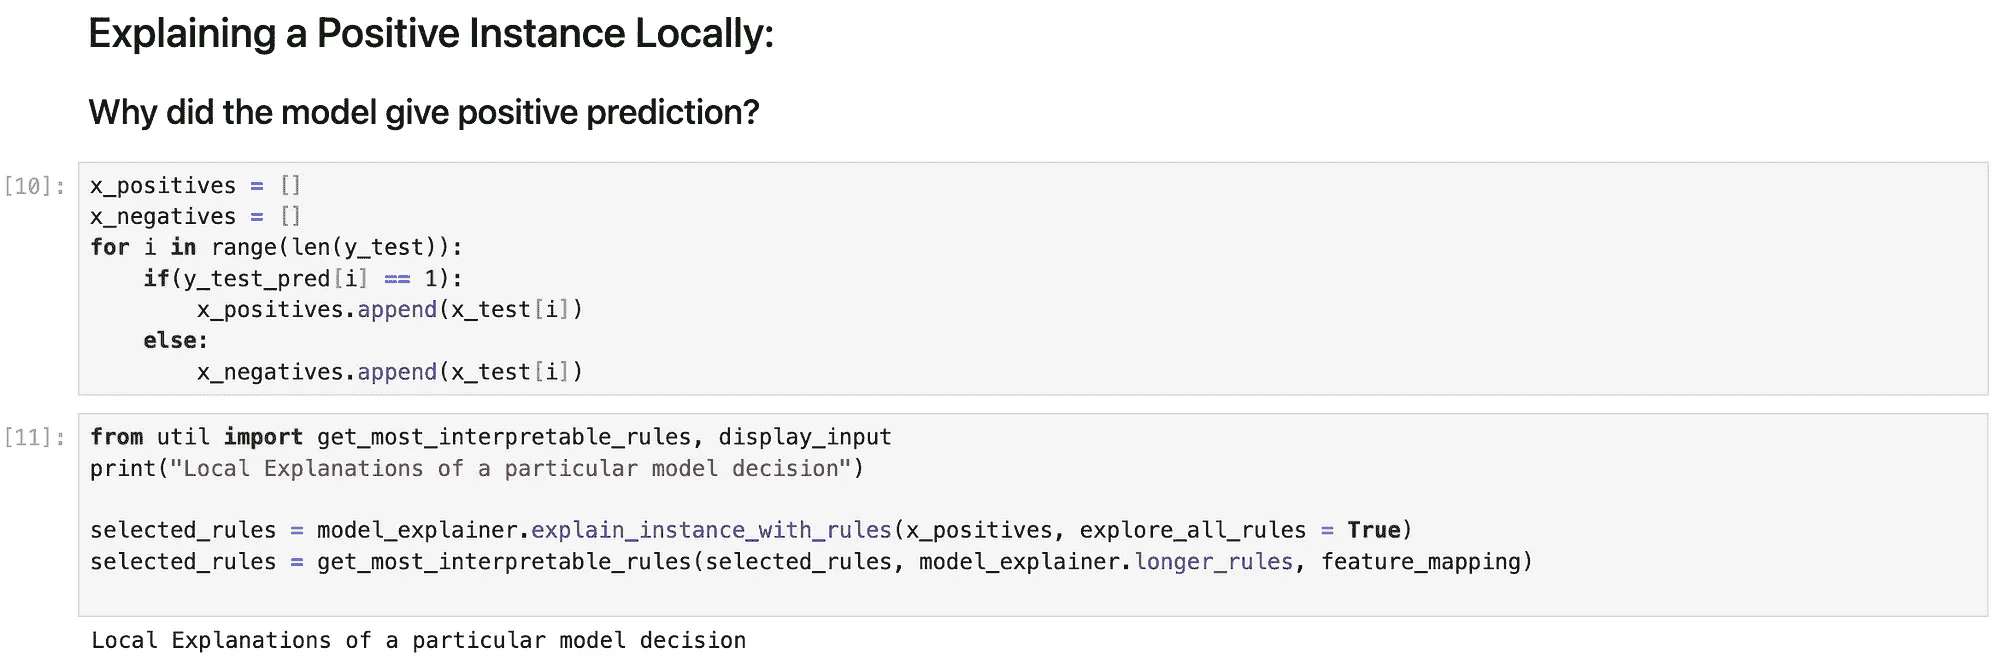 Explaining a Positive Instance Locally:
Why did the model give positive prediction?
[10]:
x_positives = []
x_negatives = []
for i in range(len(y_test)):
    if(y_test_pred[i] == 1):
        x_positives.append(x_test[i])
    else:
        x_negatives.append(x_test[i])
[11]:
from util import get_most_interpretable_rules, display_input
print("Local Explanations of a particular model decision")
selected_rules = model_explainer.explain_instance_with_rules(x_positives, explore_all_rules = True)
selected_rules = get_most_interpretable_rules(selected_rules, model_explainer.longer_rules, feature_mapping)
Local Explanations of a particular model decision